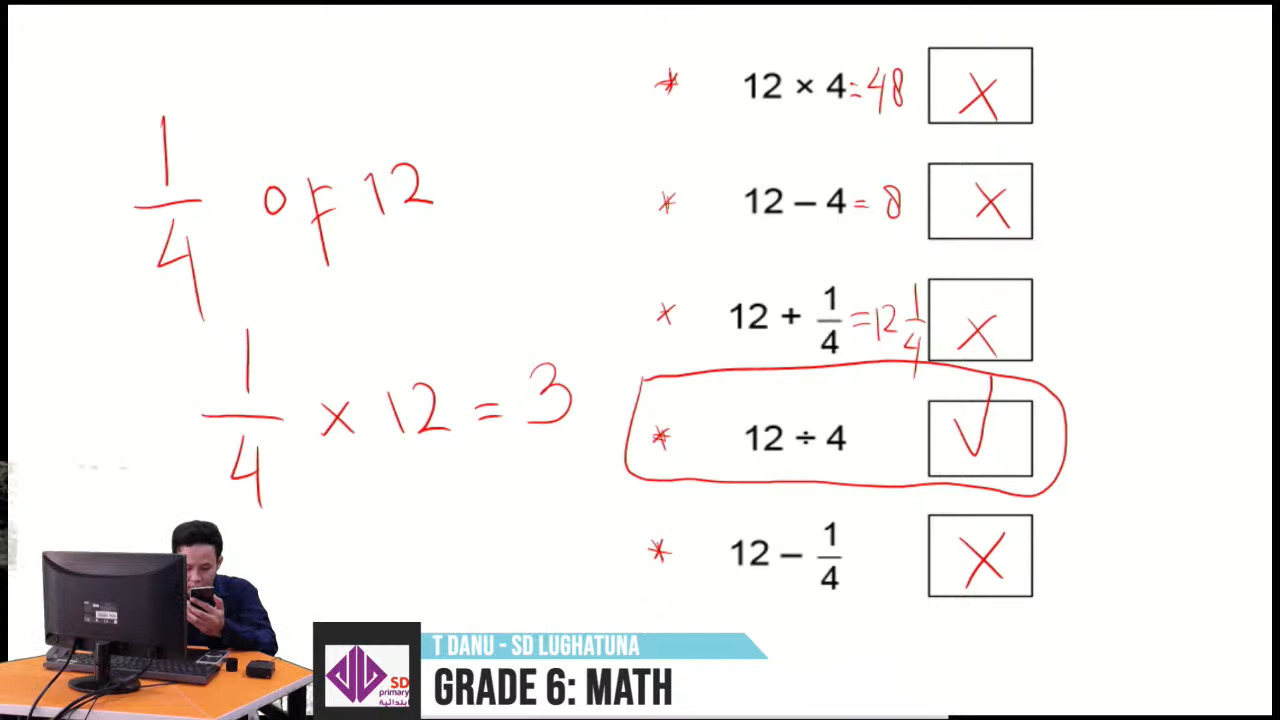 1/4 of 12
1/4 × 12 = 3
* 12 × 4 = 48 X
* 12 – 4 = 8 X
* 12 + 1/4 = 12 1/4 X
* 12 ÷ 4 ✓
* 12 – 1/4 X
SD
primary
ابتدائية
T DANU - SD LUGHATUNA
GRADE 6: MATH